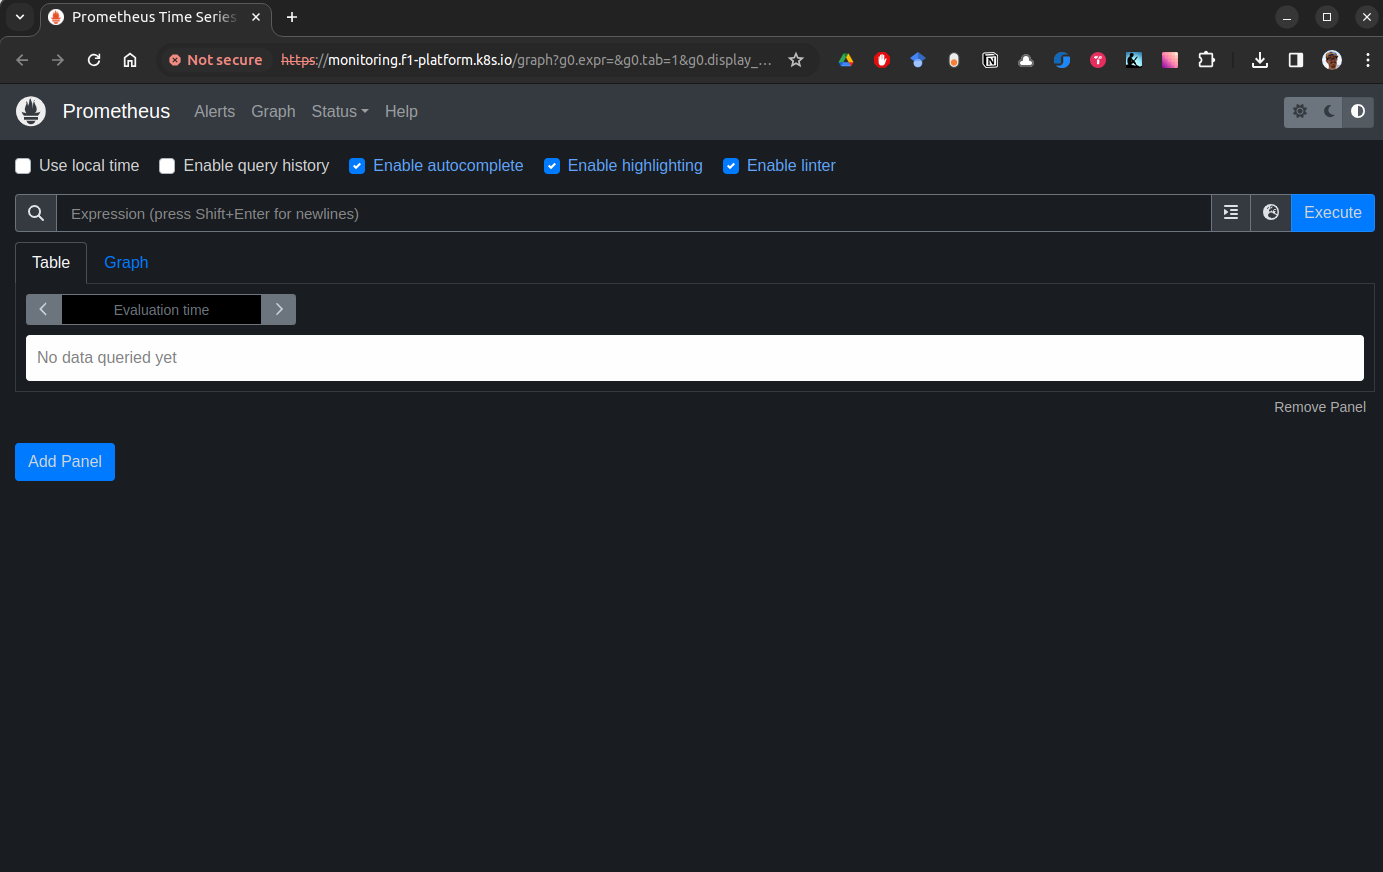 Prometheus Time Series
Not secure https://monitoring.f1-platform.k8s.io/graph?g0.expr=&g0.tab=1&g0.display_...
Prometheus Alerts Graph Status Help
Use local time Enable query history Enable autocomplete Enable highlighting Enable linter
Expression (press Shift+Enter for newlines) Execute
Table Graph
Evaluation time
No data queried yet
Remove Panel
Add Panel